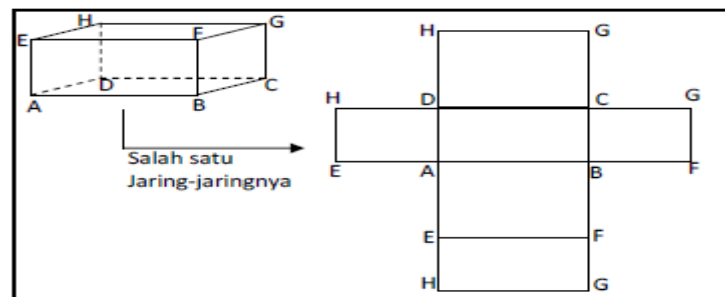 H G
E F
D C
A B
Salah satu
Jaring-jaringnya
H G
H D C G
E A B F
E F
H G